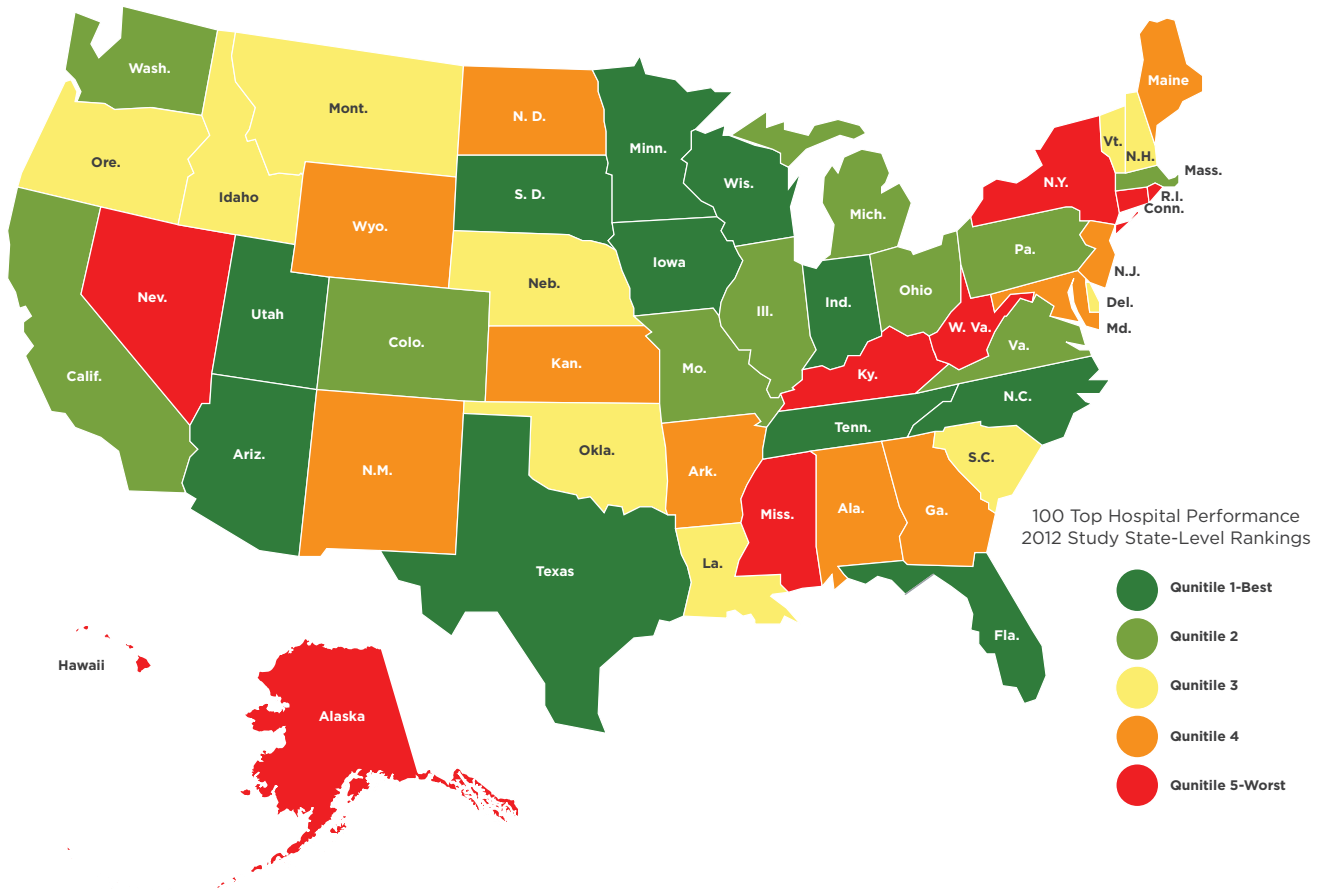 Wash.
Mont.
N. D.
Minn.
Maine
Ore.
Idaho
Wyo.
S. D.
Wis.
Mich.
Vt.
N.H.
N.Y.
Mass.
R.I.
Conn.
Nev.
Utah
Neb.
Iowa
Pa.
N.J.
Del.
Md.
Calif.
Colo.
Kan.
Mo.
Ill.
Ind.
Ohio
W. Va.
Va.
Ky.
Ariz.
N.M.
Okla.
Ark.
Tenn.
N.C.
S.C.
Texas
La.
Miss.
Ala.
Ga.
Fla.
Hawaii
Alaska
100 Top Hospital Performance
2012 Study State-Level Rankings
Qunitile 1-Best
Qunitile 2
Qunitile 3
Qunitile 4
Qunitile 5-Worst